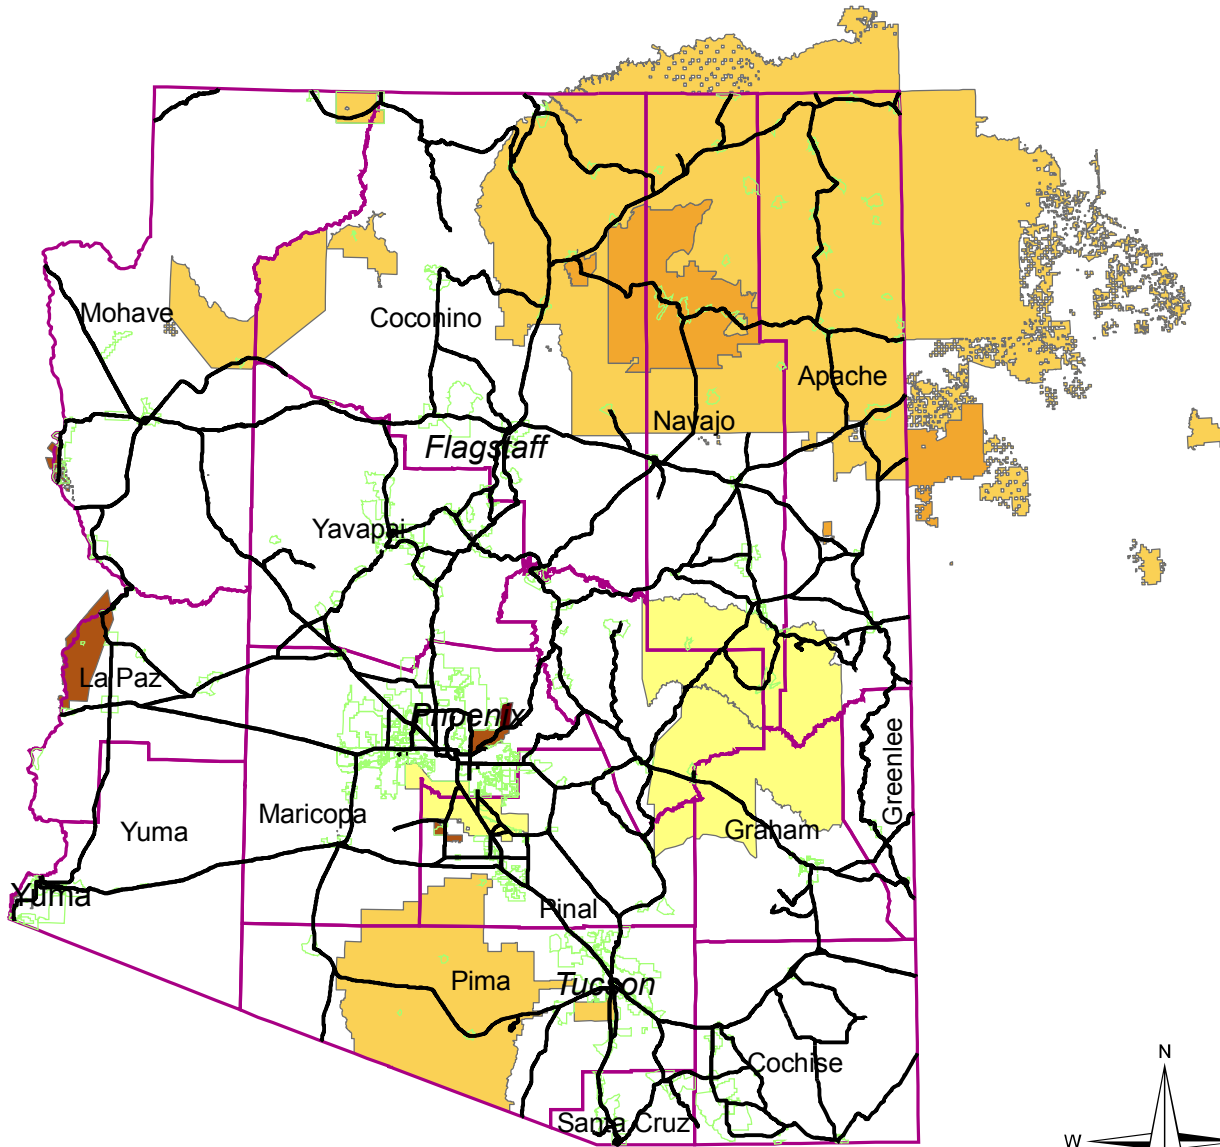 Mohave
Coconino
Apache
Navajo
Flagstaff
Yavapai
La Paz
Phoenix
Greenlee
Maricopa
Yuma
Graham
Yuma
Pinal
Pima
Tucson
Cochise
Santa Cruz
N
W